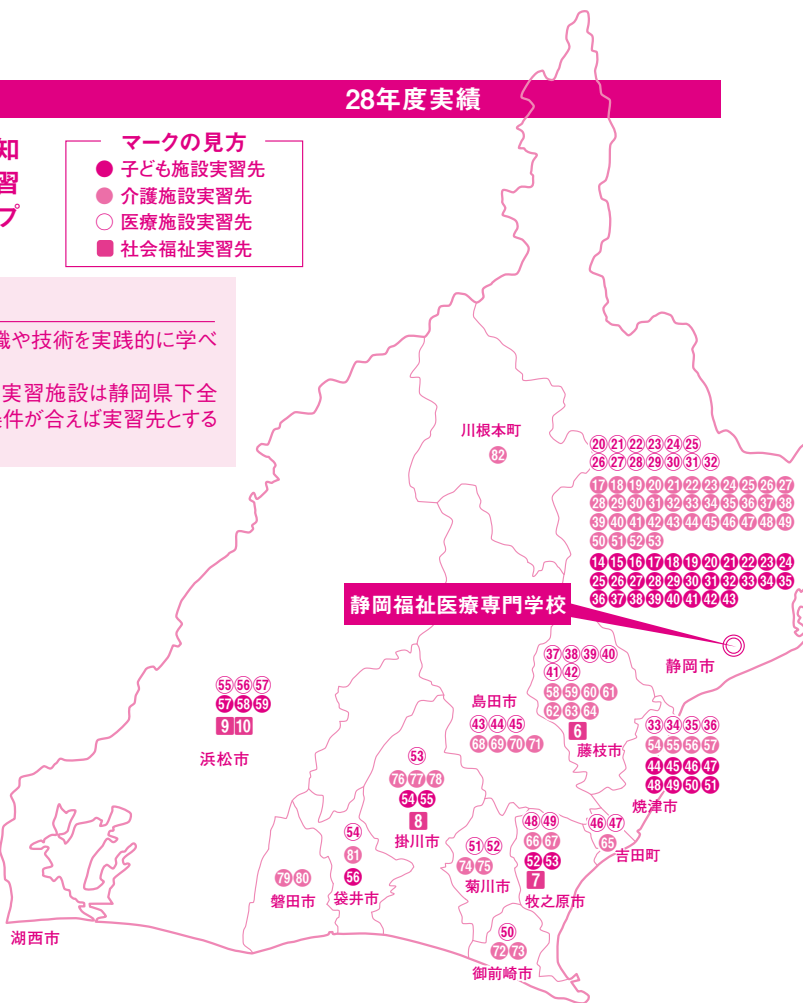 28年度実績
知
習
プ
マークの見方
● 子ども施設実習先
● 介護施設実習先
○ 医療施設実習先
■ 社会福祉実習先
識や技術を実践的に学べ
実習施設は静岡県下全
件が合えば実習先とする
川根本町
82
20 21 22 23 24 25
26 27 28 29 30 31 32
17 18 19 20 21 22 23 24 25 26 27
28 29 30 31 32 33 34 35 36 37 38
39 40 41 42 43 44 45 46 47 48 49
50 51 52 53
14 15 16 17 18 19 20 21 22 23 24
25 26 27 28 29 30 31 32 33 34 35
36 37 38 39 40 41 42 43
静岡福祉医療専門学校
静岡市
37 38 39 40
41 42
58 59 60 61
62 63 64
6
藤枝市
島田市
43 44 45
68 69 70 71
33 34 35 36
54 55 56 57
44 45 46 47
48 49 50 51
焼津市
55 56 57
57 58 59
9 10
浜松市
53
76 77 78
54 55
8
掛川市
54
81
56
袋井市
79 80
磐田市
51 52
74 75
菊川市
48 49
66 67
52 53
7
牧之原市
46 47
65
吉田町
50
72 73
御前崎市
湖西市